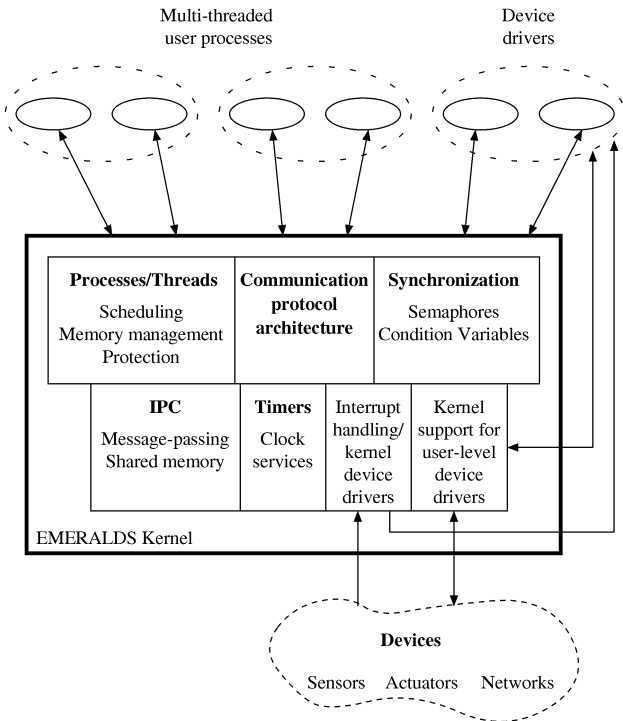 Multi-threaded
user processes
Device
drivers
Processes/Threads
Scheduling
Memory management
Protection
Communication
protocol
architecture
Synchronization
Semaphores
Condition Variables
IPC
Message-passing
Shared memory
Timers
Clock
services
Interrupt
handling/
kernel
device
drivers
Kernel
support for
user-level
device
drivers
EMERALDS Kernel
Devices
Sensors Actuators Networks